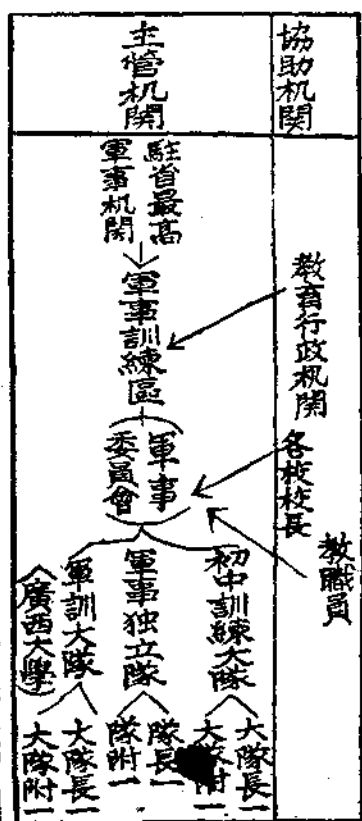 協助机関
主管机関
教育行政机関
各校校長
教職員
駐省最高
軍事机関
軍事訓練區
軍事
委員會
初中訓練大隊
軍事独立隊
軍訓大隊
(廣西大學)
大隊長一
大隊附一
隊長一
隊附一
大隊長一
大隊附一